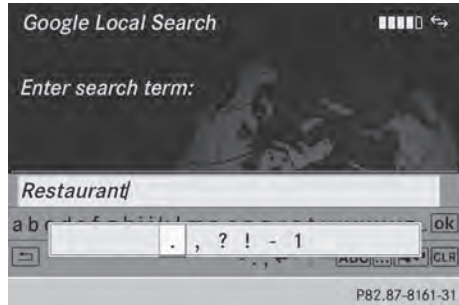 Google Local Search
Enter search term:
Restaurant
a b
ok
. , ? ! - 1
CLR
P82.87-8161-31